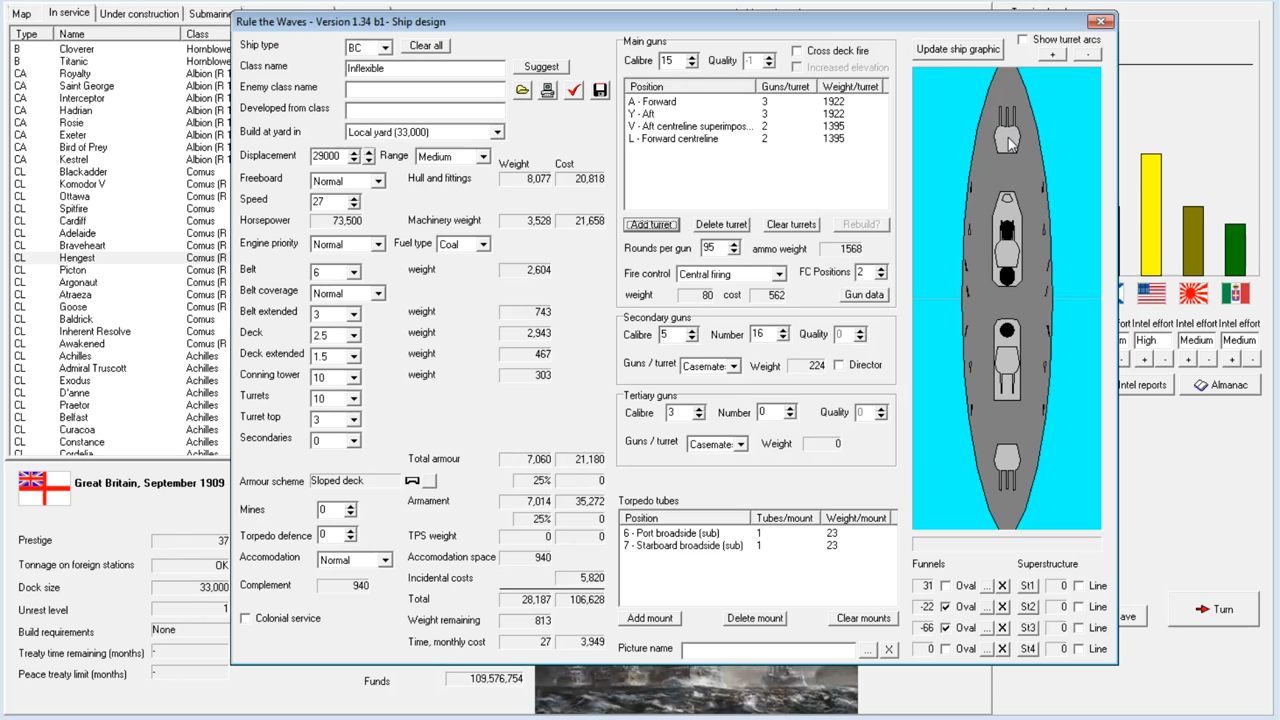 Map
In service
Under construction
Submarine
Type Name Class
B Cloverer Hornblowe
B Titanic Hornblowe
CA Royalty Albion (R 1
CA Saint George Albion (R 1
CA Interceptor Albion (R 1
CA Hadrian Albion (R 1
CA Rosie Albion (R 1
CA Exeter Albion (R 1
CA Bird of Prey Albion (R 1
CA Kestrel Albion (R 1
CL Blackadder Comus (R
CL Komodor V Comus (R
CL Ottawa Comus (R
CL Spitfire Comus (R
CL Cardiff Comus (R
CL Adelaide Comus (R
CL Braveheart Comus (R
CL Hengest Comus (R
CL Picton Comus (R
CL Argonaut Comus (R
CL Atraeza Comus (R
CL Goose Comus (R
CL Baldrick Comus (R
CL Inherent Resolve Comus (R
CL Awakened Comus (R
CL Achilles Achilles
CL Admiral Truscott Achilles
CL Exodus Achilles
CL D'anne Achilles
CL Praetor Achilles
CL Belfast Achilles
CL Curacoa Achilles
CL Constance Achilles
CL Cordelia Achilles
Great Britain, September 1909
Prestige 37
Tonnage on foreign stations OK
Dock size 33,000
Unrest level 1
Build requirements None
Treaty time remaining (months) -
Peace treaty limit (months) -
Rule the Waves - Version 1.34 b1- Ship design
Ship type BC Clear all
Class name Inflexible Suggest
Enemy class name
Developed from class
Build at yard in Local yard (33,000)
Displacement 29000 Range Medium Weight Cost
Freeboard Normal Hull and fittings 8,077 20,818
Speed 27
Horsepower 73,500 Machinery weight 3,528 21,658
Engine priority Normal Fuel type Coal
Belt 6 weight 2,604
Belt coverage Normal
Belt extended 3 weight 743
Deck 2.5 weight 2,943
Deck extended 1.5 weight 467
Conning tower 10 weight 303
Turrets 10
Turret top 3
Secondaries 0
Total armour 7,060 21,180
Armour scheme Sloped deck 25% 0
Armament 7,014 35,272
Mines 0 25% 0
Torpedo defence 0 TPS weight 0 0
Accomodation Normal Accomodation space 940
Complement 940 Incidental costs 5,820
Total 28,187 106,628
Colonial service Weight remaining 813
Time, monthly cost 27 3,949
Funds 109,576,754
Main guns
Calibre 15 Quality -1 Cross deck fire
Increased elevation
Position Guns/turret Weight/turret
A - Forward 3 1922
Y - Aft 3 1922
V - Aft centreline superimpos... 2 1395
L - Forward centreline 2 1395
Add turret Delete turret Clear turrets Rebuild?
Rounds per gun 95 ammo weight 1568
Fire control Central firing FC Positions 2
weight 80 cost 562 Gun data
Secondary guns
Calibre 5 Number 16 Quality 0
Guns / turret Casemate: Weight 224 Director
Tertiary guns
Calibre 3 Number 0 Quality 0
Guns / turret Casemate: Weight 0
Torpedo tubes
Position Tubes/mount Weight/mount
6 - Port broadside (sub) 1 23
7 - Starboard broadside (sub) 1 23
Add mount Delete mount Clear mounts
Picture name ... X
Update ship graphic
Show turret arcs
+ -
Funnels Superstructure
31 Oval ... X St1 0 Line
-22 Oval ... X St2 0 Line
-66 Oval ... X St3 0 Line
0 Oval ... X St4 0 Line
Intel effort Intel effort
High Medium Medium
+ - + - + -
Intel reports Almanac
Turn